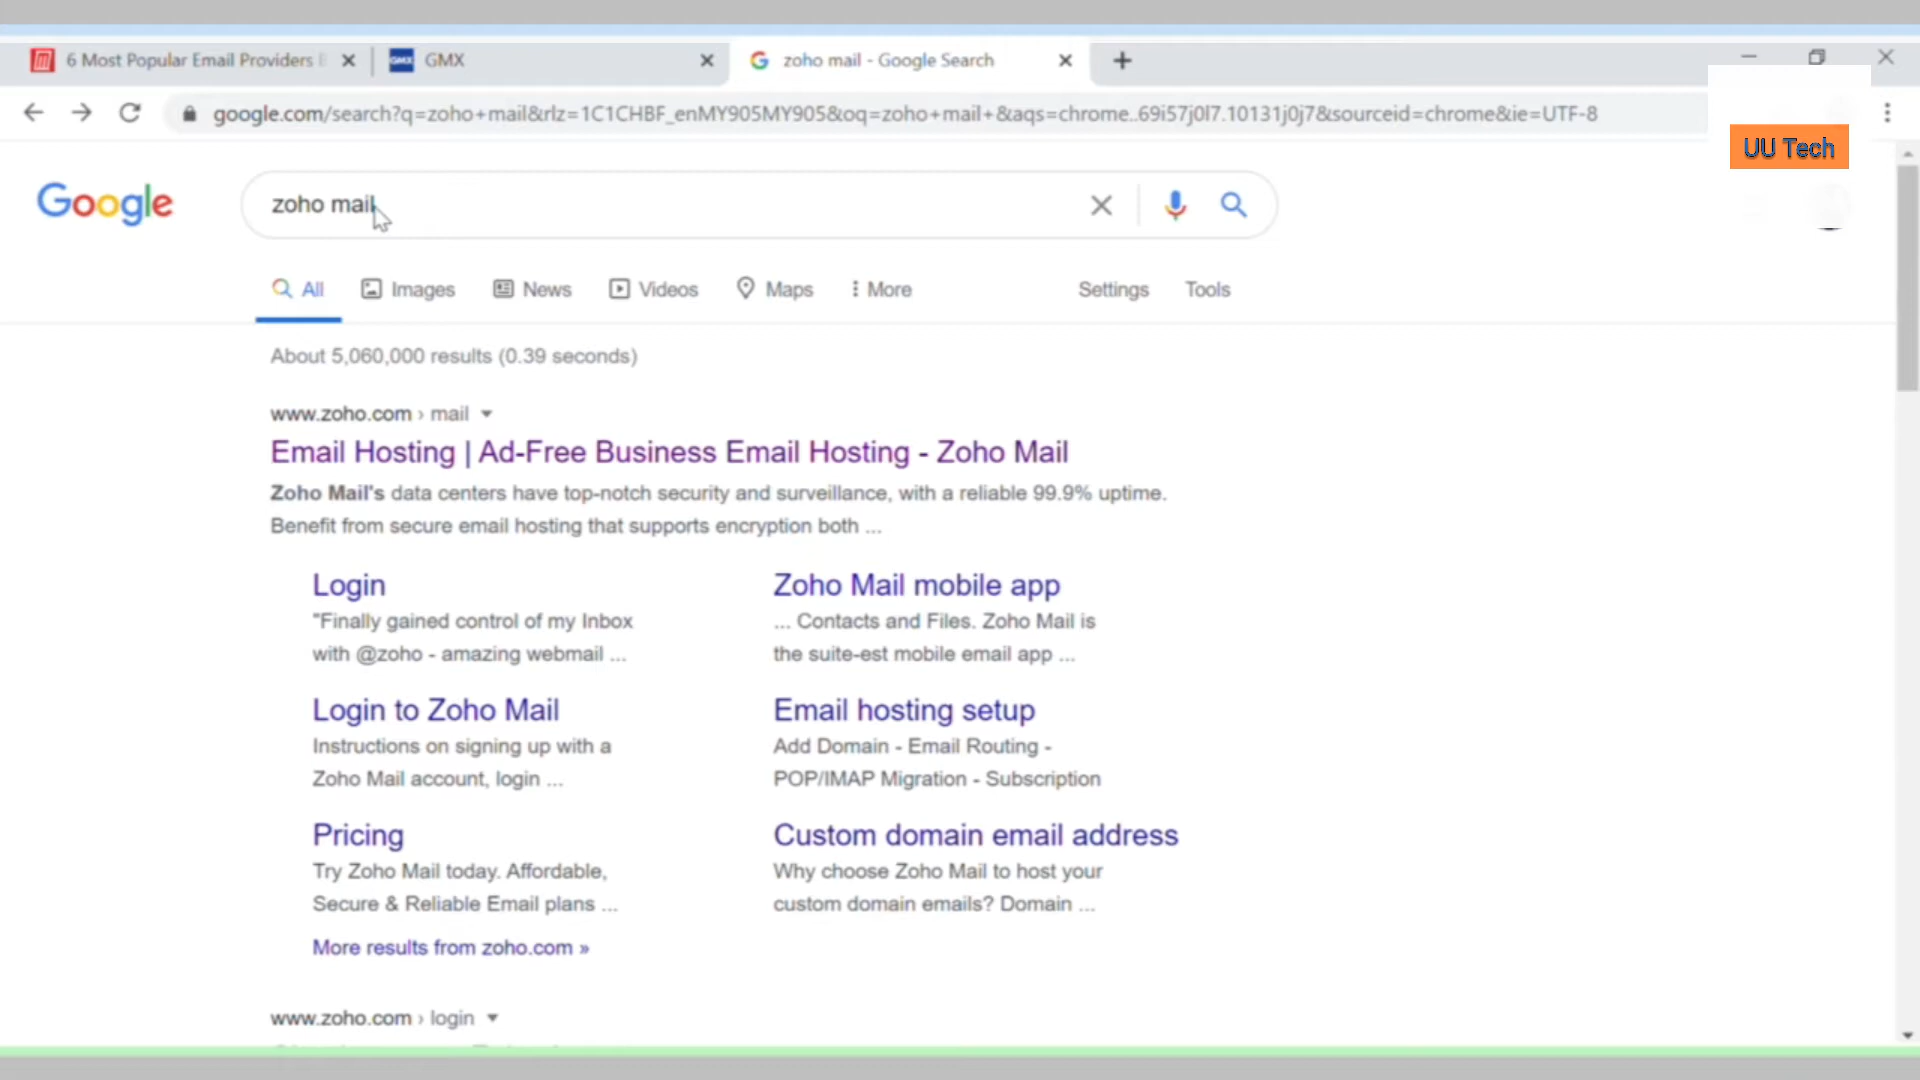 6 Most Popular Email Providers
GMX
GMX
zoho mail - Google Search
google.com/search?q=zoho+mail&rlz=1C1CHBF_enMY905MY905&oq=zoho+mail+&aqs=chrome..69i57j0l7.10131j0j7&sourceid=chrome&ie=UTF-8
UU Tech
Google
zoho mail
All
Images
News
Videos
Maps
More
Settings
Tools
About 5,060,000 results (0.39 seconds)
www.zoho.com › mail
Email Hosting | Ad-Free Business Email Hosting - Zoho Mail
Zoho Mail's data centers have top-notch security and surveillance, with a reliable 99.9% uptime.
Benefit from secure email hosting that supports encryption both ...
Login
"Finally gained control of my Inbox
with @zoho - amazing webmail ...
Zoho Mail mobile app
... Contacts and Files. Zoho Mail is
the suite-est mobile email app ...
Login to Zoho Mail
Instructions on signing up with a
Zoho Mail account, login ...
Email hosting setup
Add Domain - Email Routing -
POP/IMAP Migration - Subscription
Pricing
Try Zoho Mail today. Affordable,
Secure & Reliable Email plans ...
Custom domain email address
Why choose Zoho Mail to host your
custom domain emails? Domain ...
More results from zoho.com »
www.zoho.com › login